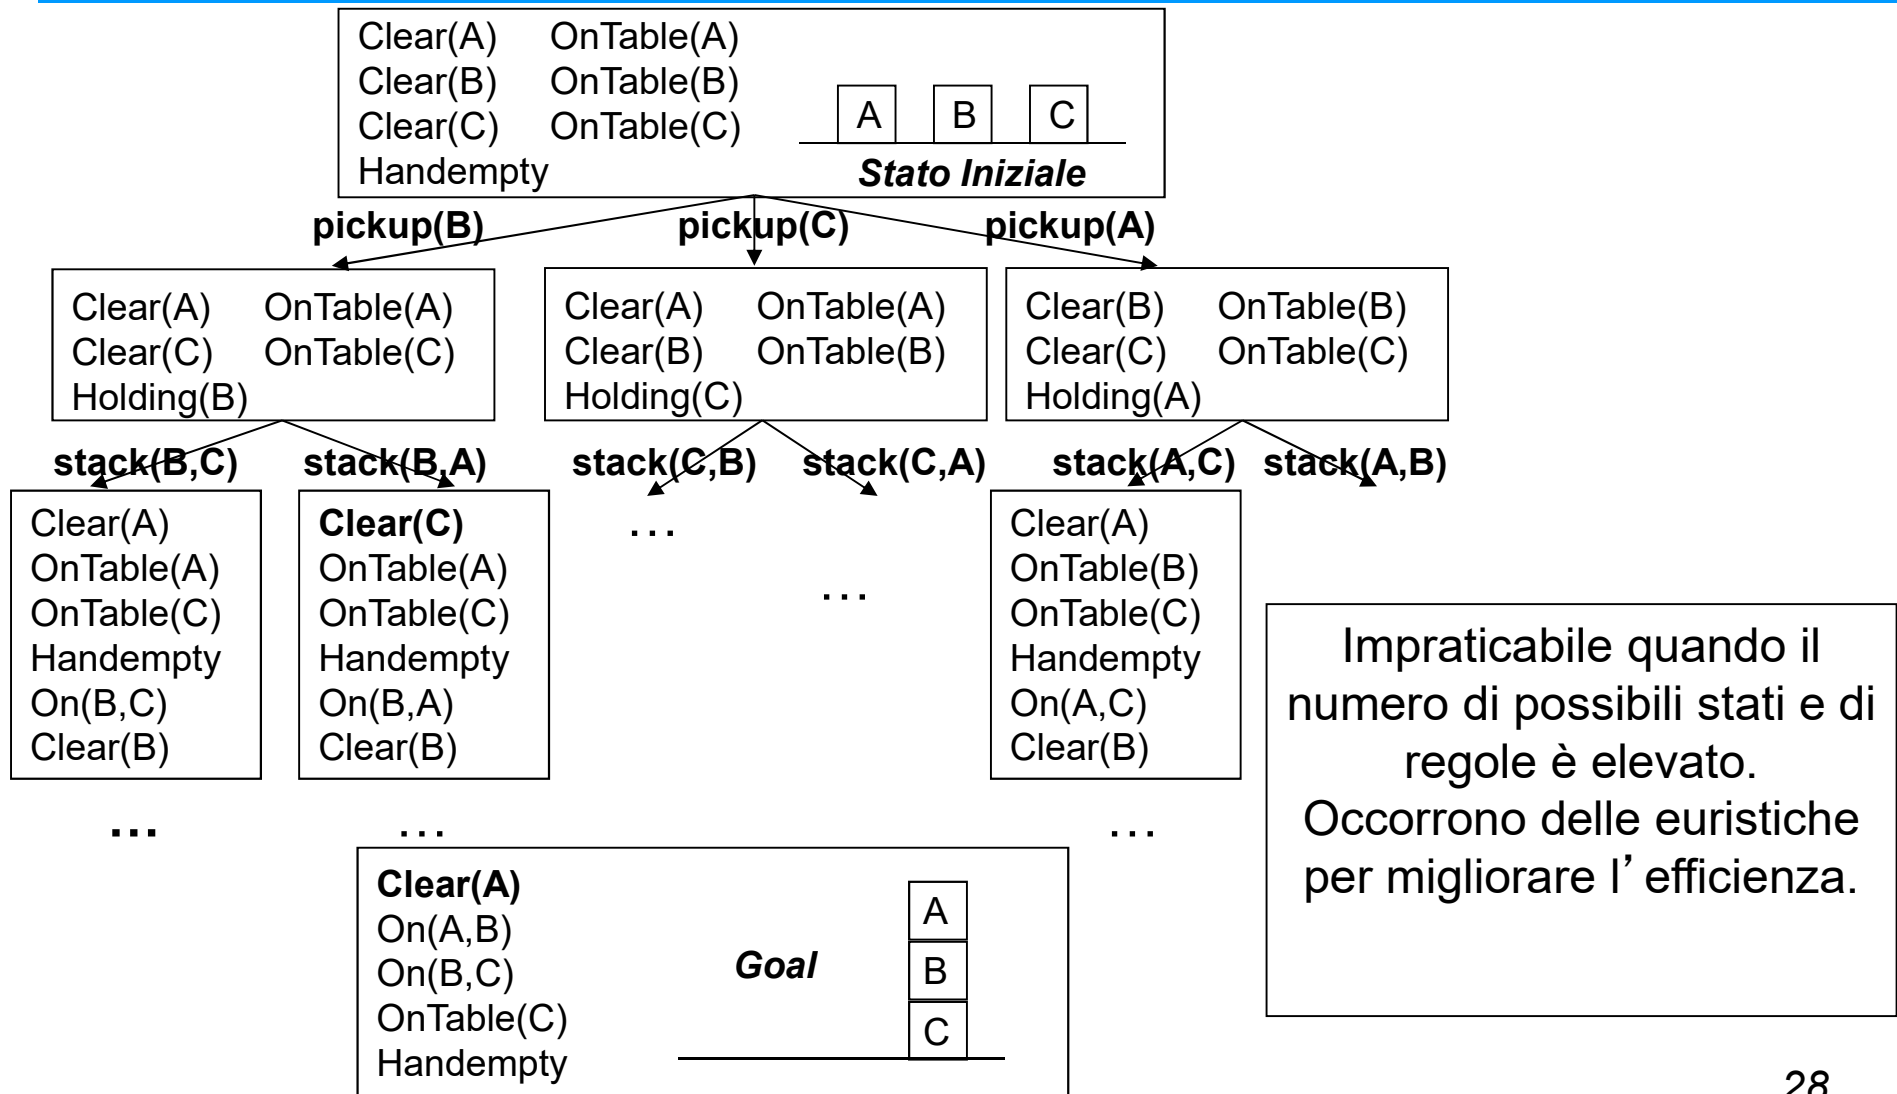 Clear(A) OnTable(A)
Clear(B) OnTable(B)
Clear(C) OnTable(C)
Handempty
A B C
Stato Iniziale
pickup(B) pickup(C) pickup(A)
Clear(A) OnTable(A)
Clear(C) OnTable(C)
Holding(B)
Clear(A) OnTable(A)
Clear(B) OnTable(B)
Holding(C)
Clear(B) OnTable(B)
Clear(C) OnTable(C)
Holding(A)
stack(B,C) stack(B,A) stack(C,B) stack(C,A) stack(A,C) stack(A,B)
Clear(A)
OnTable(A)
OnTable(C)
Handempty
On(B,C)
Clear(B)
...
Clear(C)
OnTable(A)
OnTable(C)
Handempty
On(B,A)
Clear(B)
...
...
...
Clear(A)
OnTable(B)
OnTable(C)
Handempty
On(A,C)
Clear(B)
...
Impraticabile quando il
numero di possibili stati e di
regole è elevato.
Occorrono delle euristiche
per migliorare l’ efficienza.
Clear(A)
On(A,B)
On(B,C)
OnTable(C)
Handempty
Goal
A
B
C
28